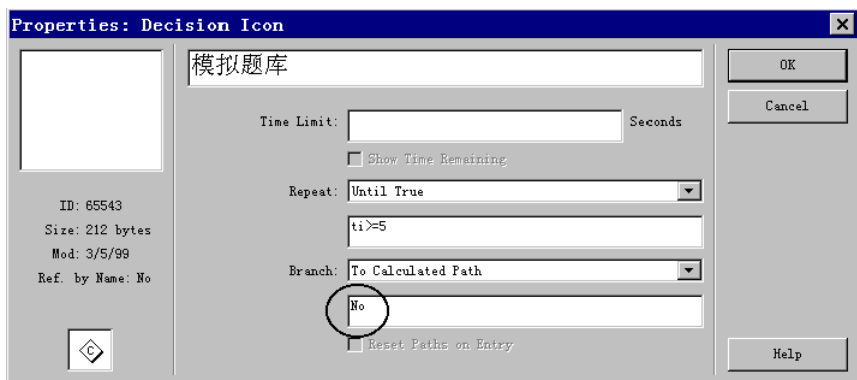 Properties: Decision Icon
模拟题库
OK
Time Limit:
Seconds
Cancel
Show Time Remaining
Repeat: Until True
ID: 65543
ti>=5
Size: 212 bytes
Mod: 3/5/99
Branch: To Calculated Path
Ref. by Name: No
No
Reset Paths on Entry
C
Help